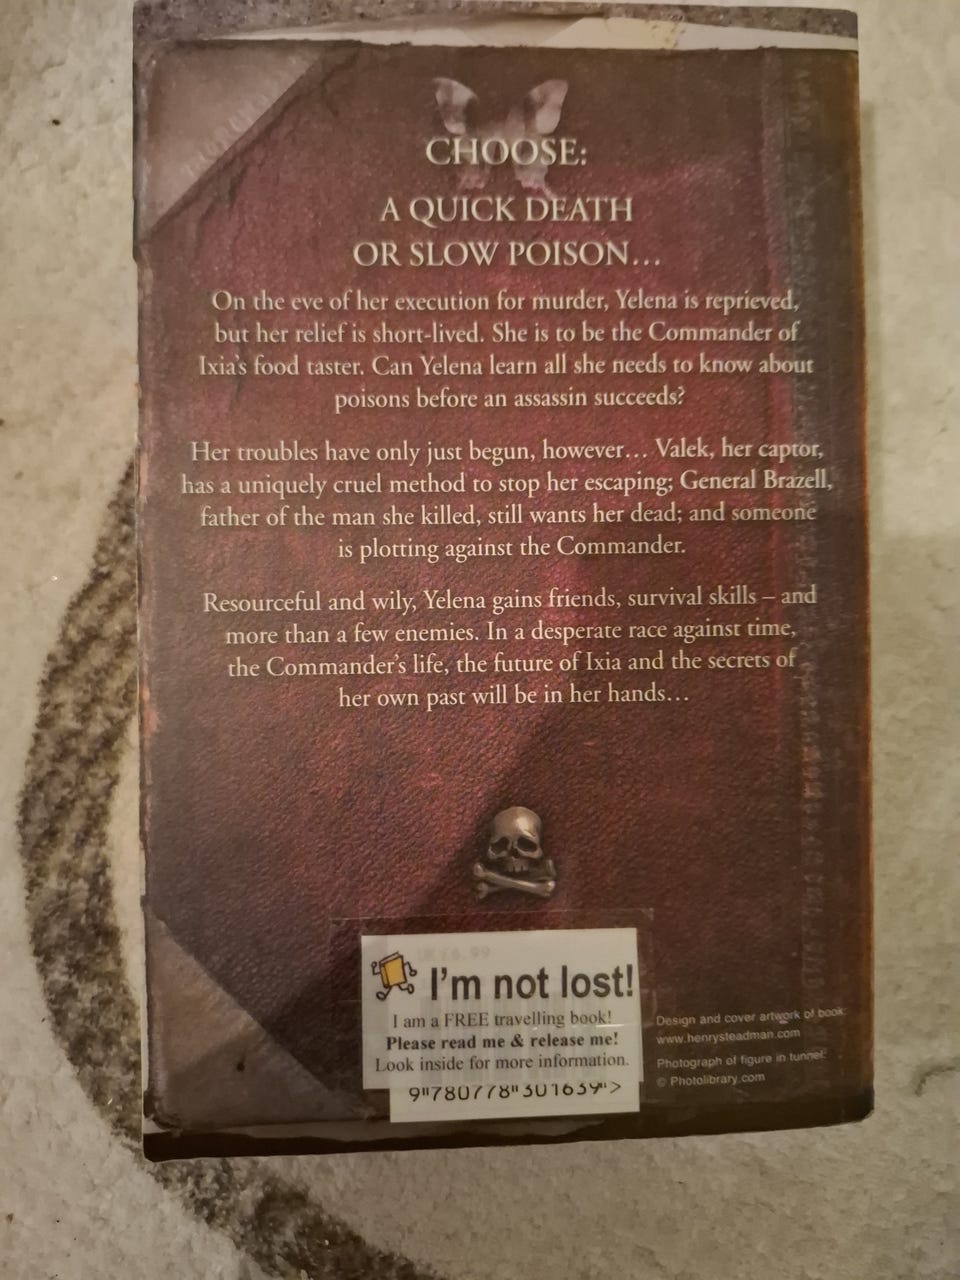 CHOOSE:
A QUICK DEATH
OR SLOW POISON…
On the eve of her execution for murder, Yelena is reprieved,
but her relief is short-lived. She is to be the Commander of
Ixia's food taster. Can Yelena learn all she needs to know about
poisons before an assassin succeeds?
Her troubles have only just begun, however… Valek, her captor,
has a uniquely cruel method to stop her escaping; General Brazell,
father of the man she killed, still wants her dead; and someone
is plotting against the Commander.
Resourceful and wily, Yelena gains friends, survival skills – and
more than a few enemies. In a desperate race against time,
the Commander's life, the future of Ixia and the secrets of
her own past will be in her hands…
I'm not lost!
I am a FREE travelling book!
Please read me & release me!
Look inside for more information.
9"780778"301639">
Design and cover artwork of book:
www.henrysteadman.com
Photograph of figure in tunnel:
© Photolibrary.com